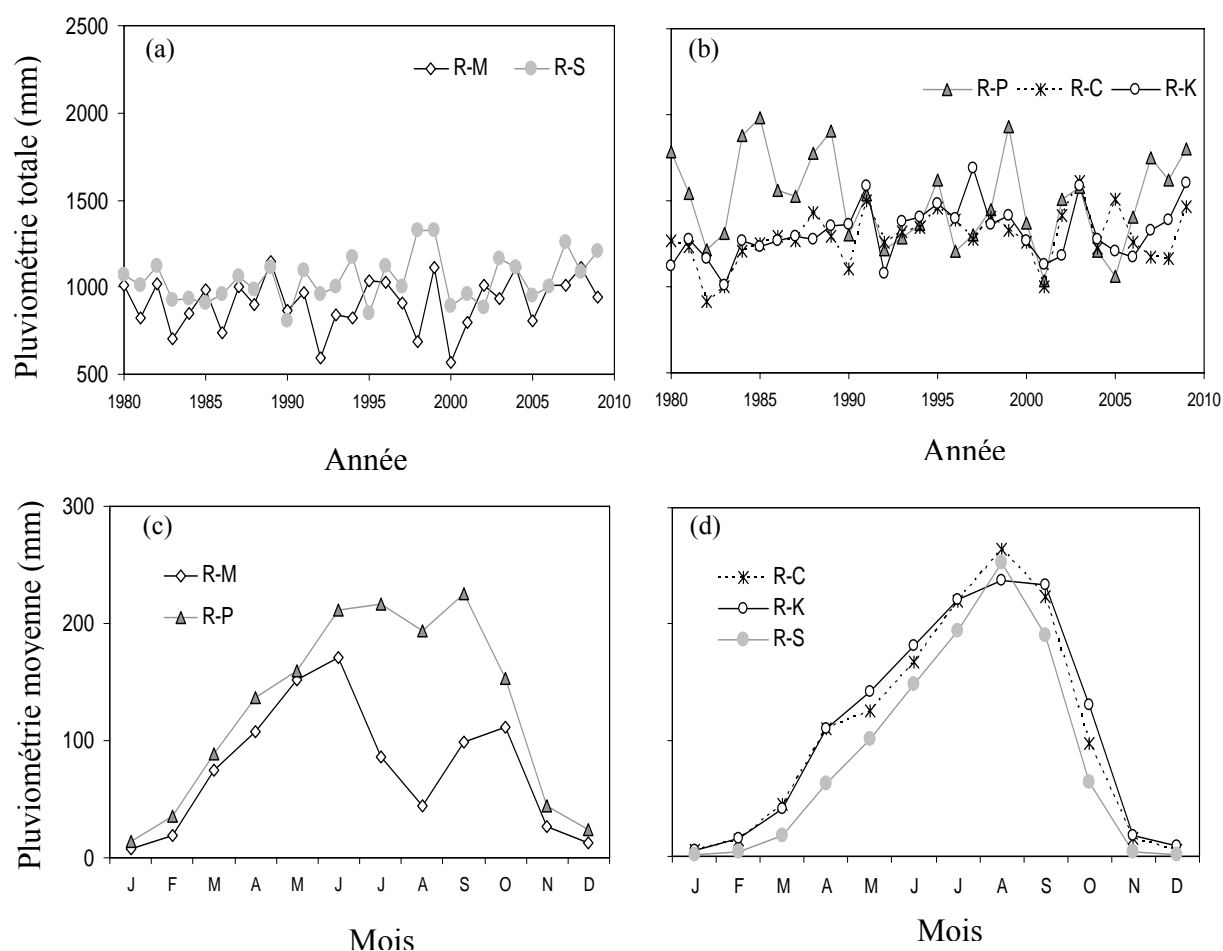 Pluviométrie totale (mm)
2500
2000
1500
1000
500
(a)
R-M R-S
1980 1985 1990 1995 2000 2005 2010
Année
(b)
R-P R-C R-K
1980 1985 1990 1995 2000 2005 2010
Année
Pluviométrie moyenne (mm)
300
200
100
0
(c)
R-M
R-P
J F M A M J J A S O N D
Mois
(d)
R-C
R-K
R-S
J F M A M J J A S O N D
Mois